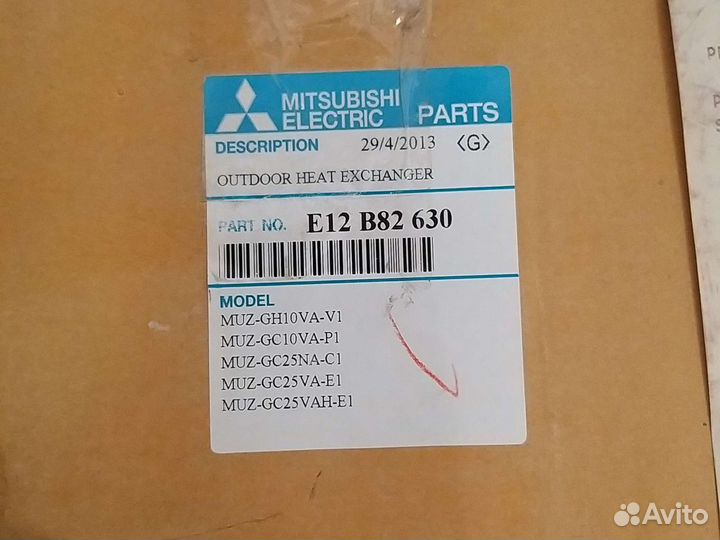 MITSUBISHI
ELECTRIC PARTS
DESCRIPTION 29/4/2013 〈G〉
OUTDOOR HEAT EXCHANGER
PART NO. E12 B82 630
MODEL
MUZ-GH10VA-V1
MUZ-GC10VA-P1
MUZ-GC25NA-C1
MUZ-GC25VA-E1
MUZ-GC25VAH-E1
Avito